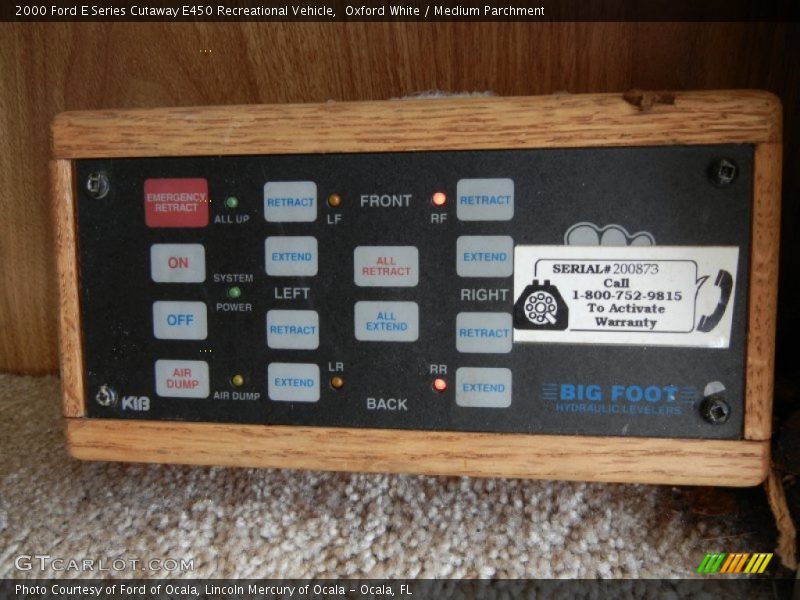 2000 Ford E Series Cutaway E450 Recreational Vehicle,  Oxford White / Medium Parchment
EMERGENCY
RETRACT
ALL UP
RETRACT
LF
FRONT
RF
RETRACT
ON
SYSTEM
POWER
EXTEND
LEFT
ALL
RETRACT
EXTEND
RIGHT
SERIAL# 200873
Call
1-800-752-9815
To Activate
Warranty
OFF
RETRACT
ALL
EXTEND
RETRACT
AIR
DUMP
AIR DUMP
EXTEND
LR
BACK
RR
EXTEND
KIB
BIG FOOT
HYDRAULIC LEVELERS
GTCARLOT.COM
Photo Courtesy of Ford of Ocala, Lincoln Mercury of Ocala - Ocala, FL